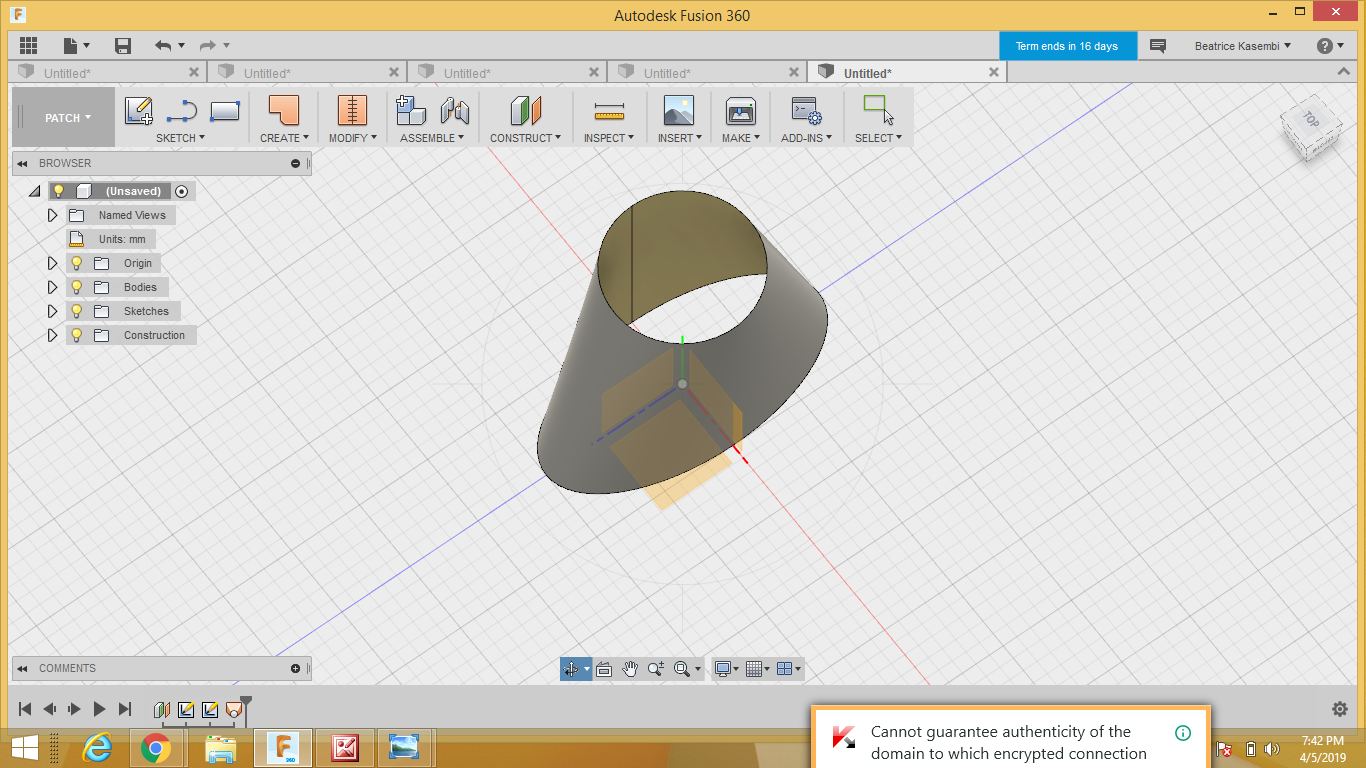 Autodesk Fusion 360
Term ends in 16 days
Beatrice Kasembi
Untitled*
Untitled*
Untitled*
Untitled*
Untitled*
PATCH
SKETCH
CREATE
MODIFY
ASSEMBLE
CONSTRUCT
INSPECT
INSERT
MAKE
ADD-INS
SELECT
TOP
BROWSER
(Unsaved)
Named Views
Units: mm
Origin
Bodies
Sketches
Construction
COMMENTS
Cannot guarantee authenticity of the
domain to which encrypted connection
7:42 PM
4/5/2019